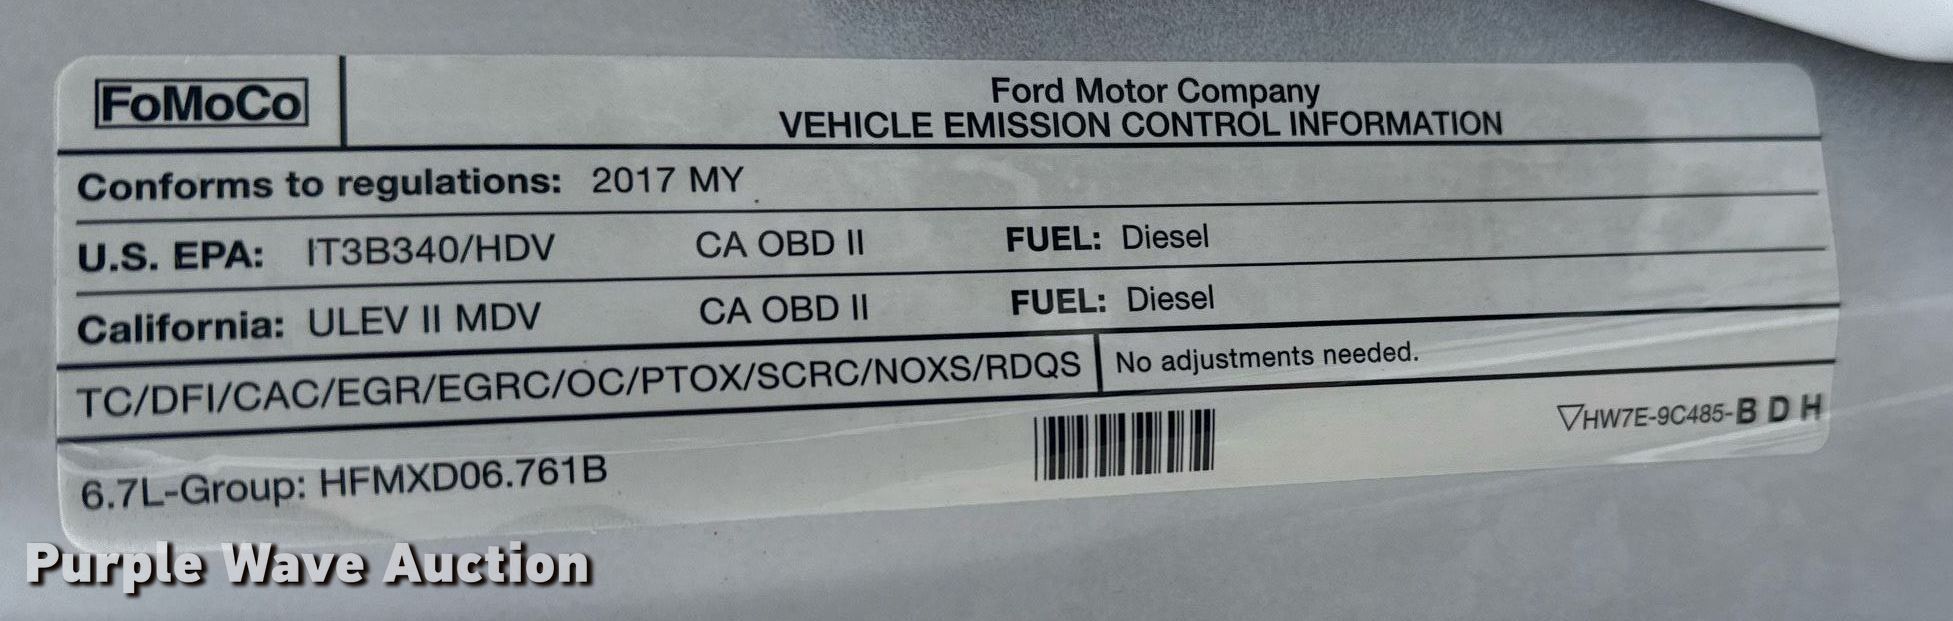 FoMoCo
Ford Motor Company
VEHICLE EMISSION CONTROL INFORMATION
Conforms to regulations: 2017 MY
U.S. EPA: IT3B340/HDV CA OBD II FUEL: Diesel
California: ULEV II MDV CA OBD II FUEL: Diesel
TC/DFI/CAC/EGR/EGRC/OC/PTOX/SCRC/NOXS/RDQS No adjustments needed.
6.7L-Group: HFMXD06.761B
▽HW7E-9C485-B D H
Purple Wave Auction